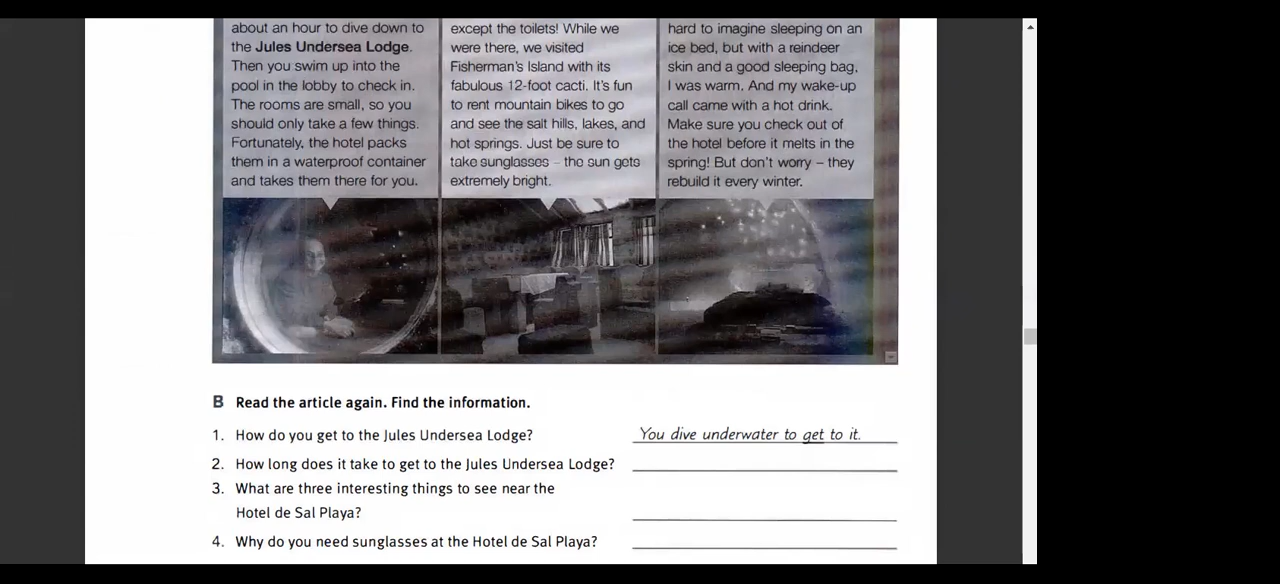 about an hour to dive down to
the Jules Undersea Lodge.
Then you swim up into the
pool in the lobby to check in.
The rooms are small, so you
should only take a few things.
Fortunately, the hotel packs
them in a waterproof container
and takes them there for you.
except the toilets! While we
were there, we visited
Fisherman's Island with its
fabulous 12-foot cacti. It's fun
to rent mountain bikes to go
and see the salt hills, lakes, and
hot springs. Just be sure to
take sunglasses – the sun gets
extremely bright.
hard to imagine sleeping on an
ice bed, but with a reindeer
skin and a good sleeping bag,
I was warm. And my wake-up
call came with a hot drink.
Make sure you check out of
the hotel before it melts in the
spring! But don't worry – they
rebuild it every winter.
B Read the article again. Find the information.
1. How do you get to the Jules Undersea Lodge? You dive underwater to get to it.
2. How long does it take to get to the Jules Undersea Lodge?
3. What are three interesting things to see near the
Hotel de Sal Playa?
4. Why do you need sunglasses at the Hotel de Sal Playa?